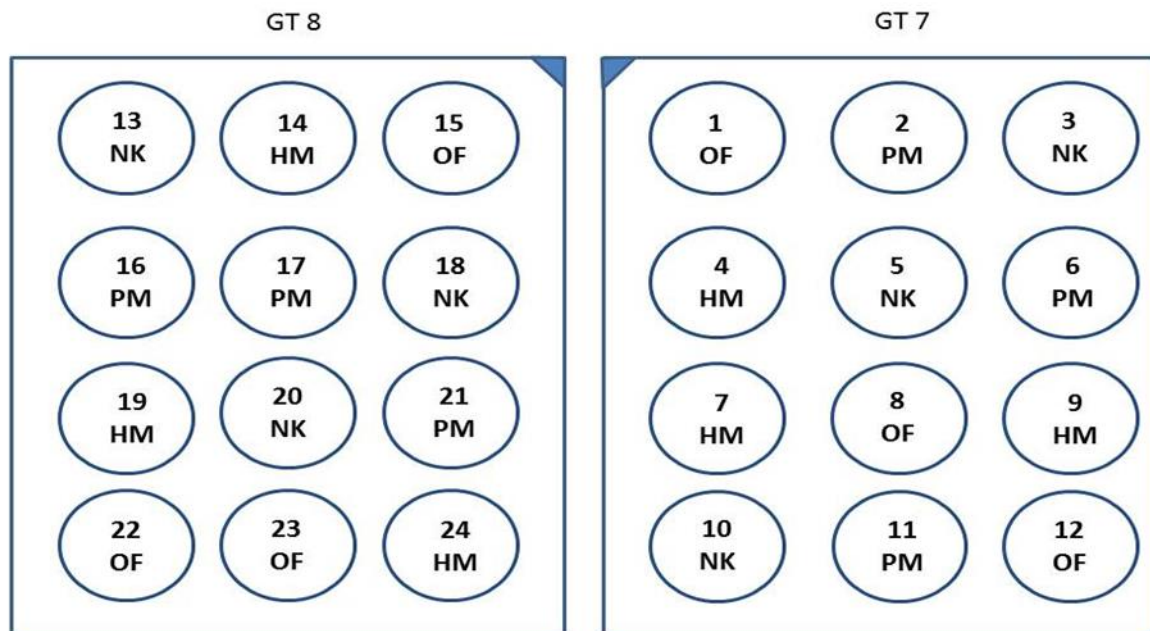 GT 8
GT 7
13
NK
14
HM
15
OF
1
OF
2
PM
3
NK
16
PM
17
PM
18
NK
4
HM
5
NK
6
PM
19
HM
20
NK
21
PM
7
HM
8
OF
9
HM
22
OF
23
OF
24
HM
10
NK
11
PM
12
OF